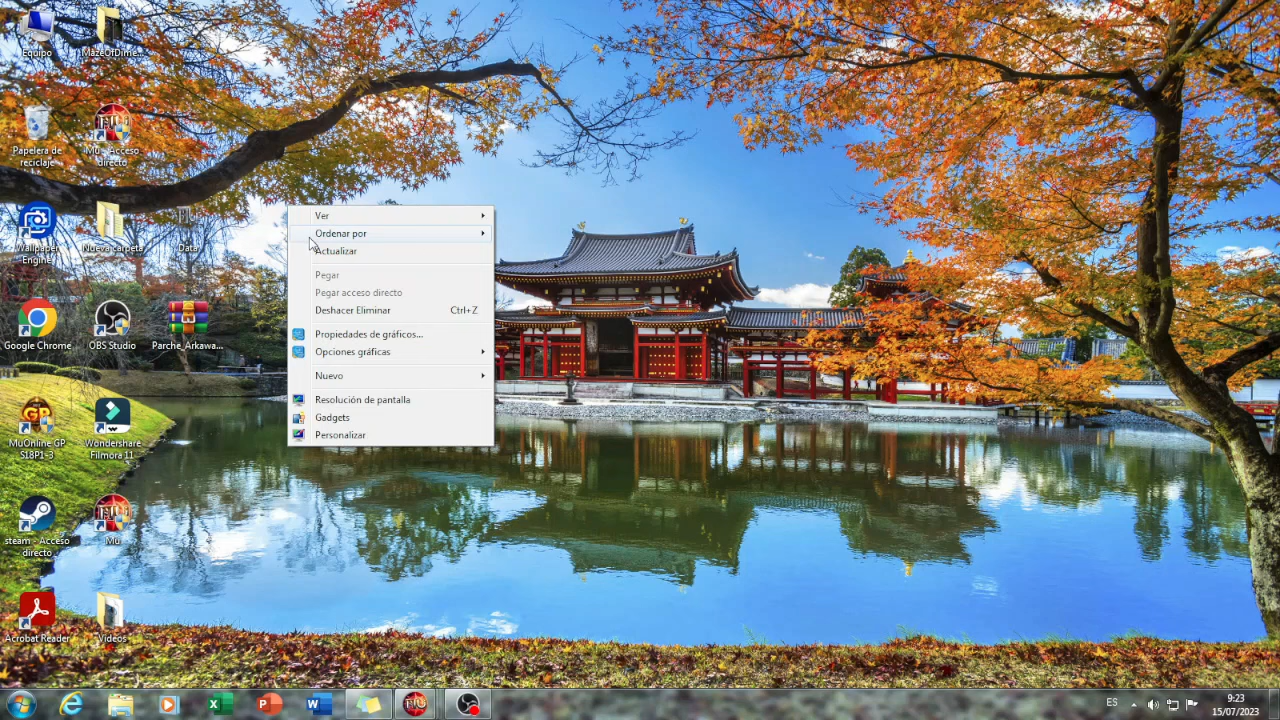 Equipo
MazeOfDime...
Papelera de
reciclaje
Mu - Acceso
directo
Wallpaper
Engine
Nueva carpeta
Data
Google Chrome
OBS Studio
Parche_Arkawa...
MuOnline GP
S18P1-3
Wondershare
Filmora 11
steam - Acceso
directo
Mu
Acrobat Reader
Videos
Ver
Ordenar por
Actualizar
Pegar
Pegar acceso directo
Deshacer Eliminar Ctrl+Z
Propiedades de gráficos...
Opciones gráficas
Nuevo
Resolución de pantalla
Gadgets
Personalizar
ES
9:23
15/07/2023